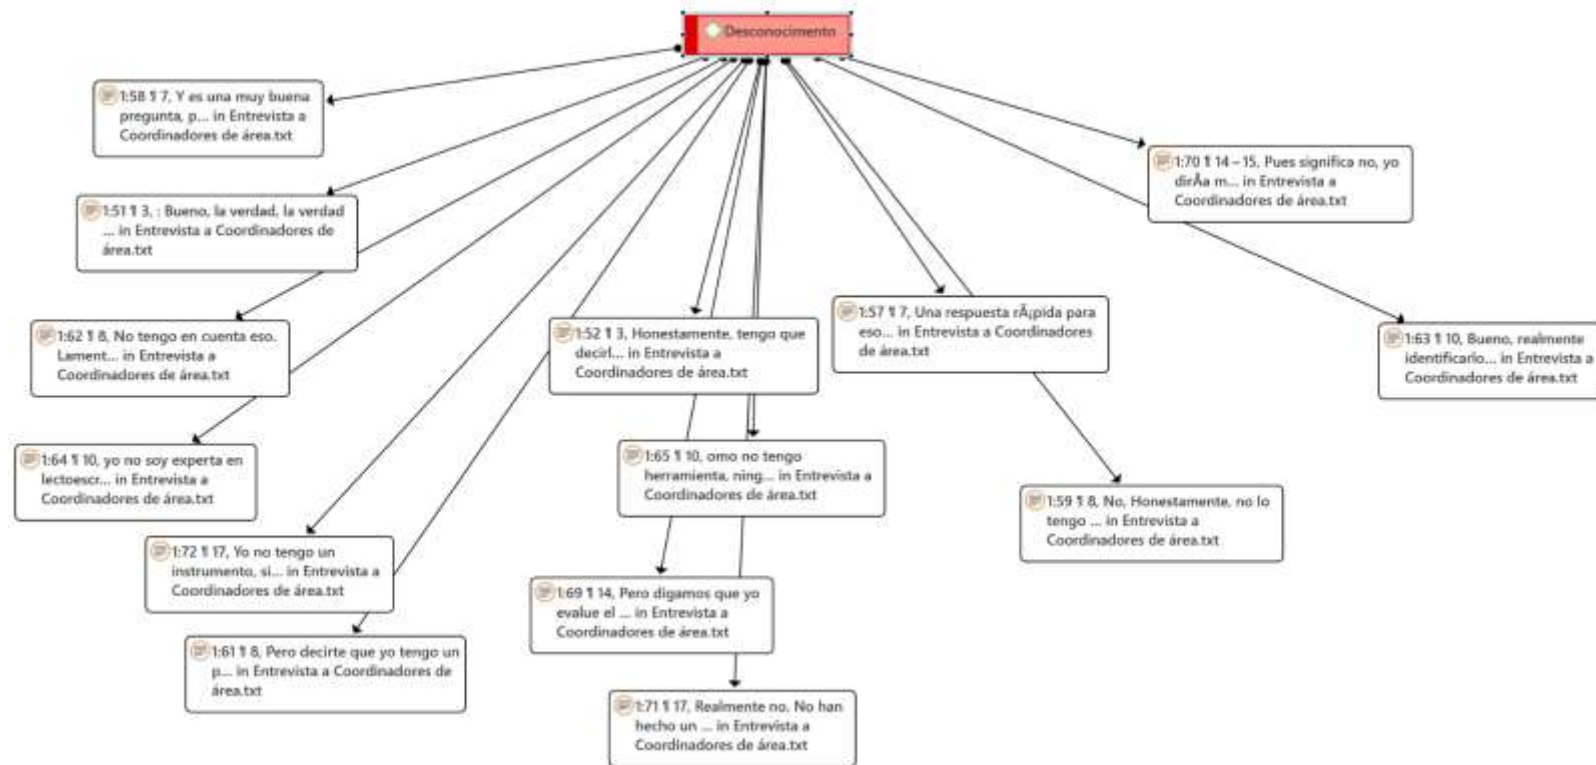 Desconocimento
1:58 ¶ 7, Y es una muy buena
pregunta, p... in Entrevista a
Coordinadores de área.txt
1:51 ¶ 3, : Bueno, la verdad, la verdad
... in Entrevista a Coordinadores de
área.txt
1:62 ¶ 8, No tengo en cuenta eso.
Lament... in Entrevista a
Coordinadores de área.txt
1:64 ¶ 10, yo no soy experta en
lectoescr... in Entrevista a
Coordinadores de área.txt
1:72 ¶ 17, Yo no tengo un
instrumento, si... in Entrevista a
Coordinadores de área.txt
1:61 ¶ 8, Pero decirte que yo tengo un
p... in Entrevista a Coordinadores de
área.txt
1:52 ¶ 3, Honestamente, tengo que
decirl... in Entrevista a
Coordinadores de área.txt
1:65 ¶ 10, omo no tengo
herramienta, ning... in Entrevista a
Coordinadores de área.txt
1:69 ¶ 14, Pero digamos que yo
evalue el ... in Entrevista a
Coordinadores de área.txt
1:71 ¶ 17, Realmente no. No han
hecho un ... in Entrevista a
Coordinadores de área.txt
1:57 ¶ 7, Una respuesta rÃ¡pida para
eso... in Entrevista a Coordinadores
de área.txt
1:59 ¶ 8, No, Honestamente, no lo
tengo ... in Entrevista a
Coordinadores de área.txt
1:70 ¶ 14 – 15, Pues significa no, yo
dirÃa m... in Entrevista a
Coordinadores de área.txt
1:63 ¶ 10, Bueno, realmente
identificarlo... in Entrevista a
Coordinadores de área.txt